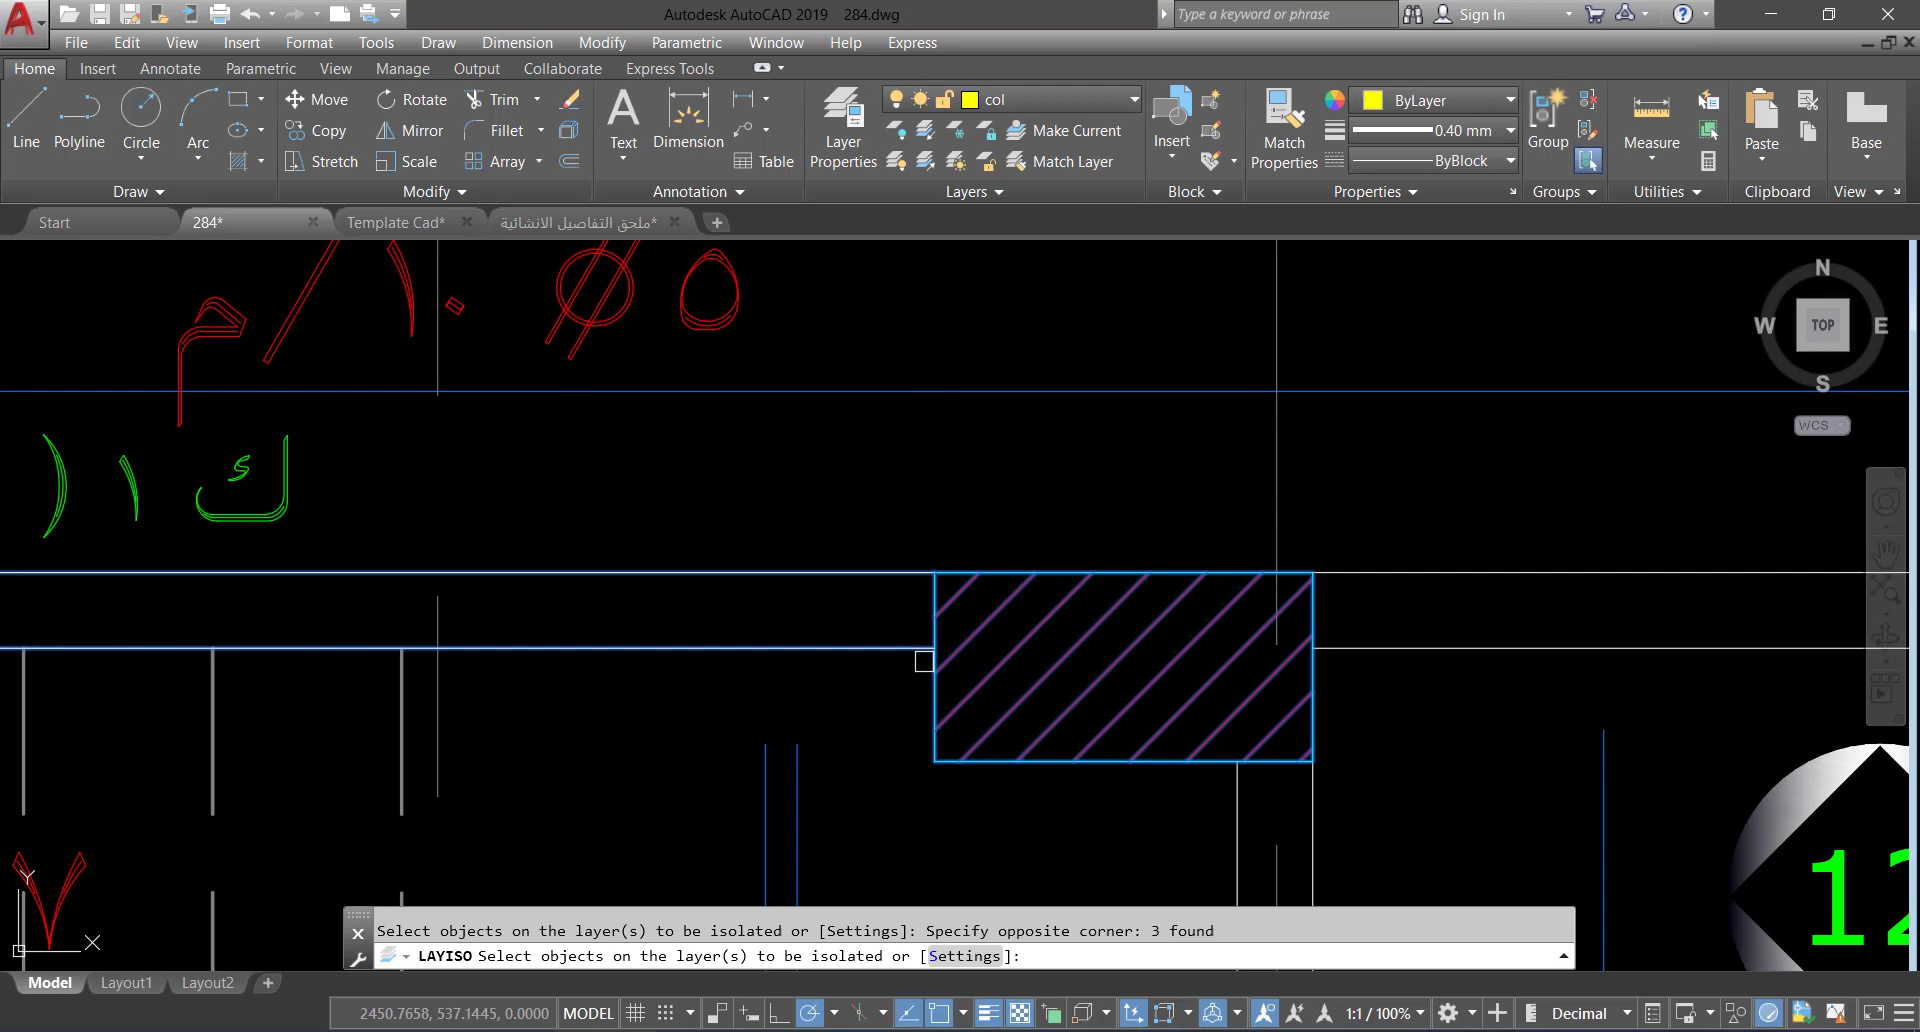 Autodesk AutoCAD 2019 284.dwg
Type a keyword or phrase
Sign In
File Edit View Insert Format Tools Draw Dimension Modify Parametric Window Help Express
Home Insert Annotate Parametric View Manage Output Collaborate Express Tools
Line Polyline Circle Arc
Move Rotate Trim
Copy Mirror Fillet
Stretch Scale Array
Text Dimension Table
Layer Properties
col
Make Current
Match Layer
Insert
Match Properties
ByLayer
0.40 mm
ByBlock
Group
Measure
Paste
Base
Draw Modify Annotation Layers Block Properties Groups Utilities Clipboard View
Start 284* Template Cad* ملحق التفاصيل الانشائية*
٥ Ø ١٠ / م
N
W TOP E
S
WCS
ك ١ (
٧
Y
X
12
Select objects on the layer(s) to be isolated or [Settings]: Specify opposite corner: 3 found
LAYISO Select objects on the layer(s) to be isolated or [Settings]:
Model Layout1 Layout2
2450.7658, 537.1445, 0.0000 MODEL 1:1 / 100% Decimal